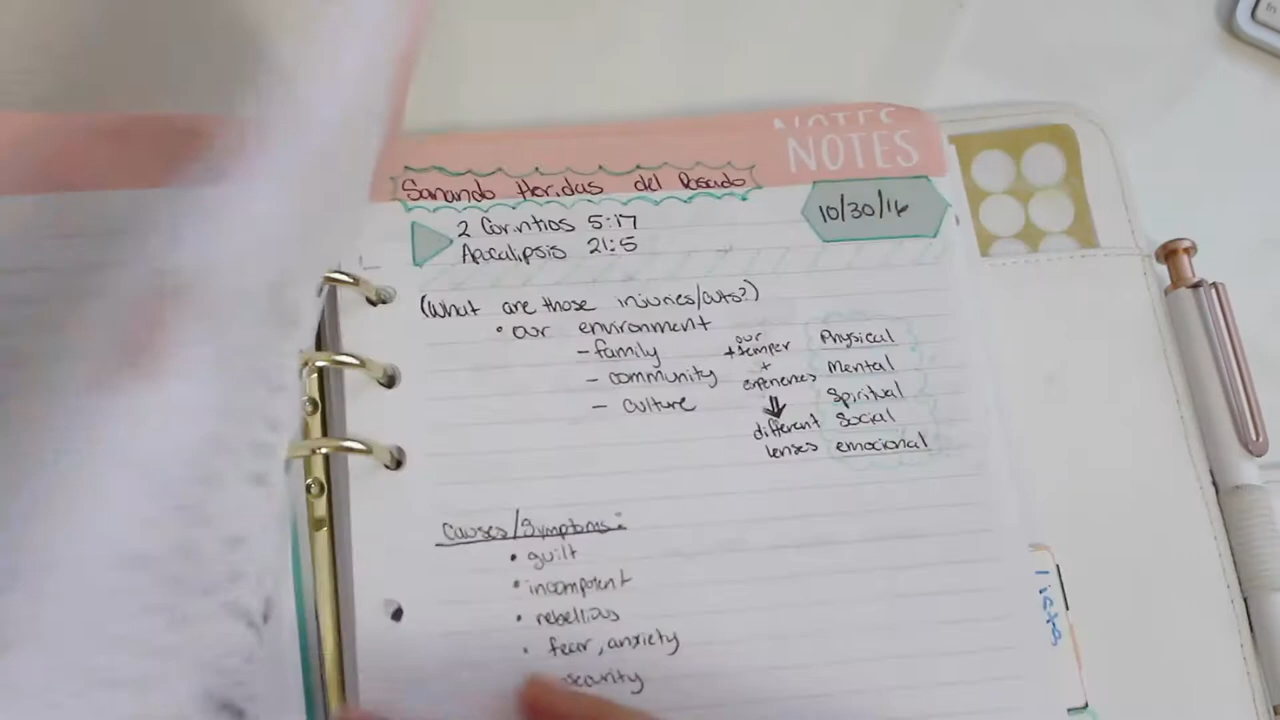 NOTES
NOTES
Sanando Heridas del Pasado
10/30/16
2 Corintios 5:17
Apocalipsis 21:5
(What are those injuries/cuts?)
• our environment
- family
- community
- culture
our
+ temper
+
experiences
different
lenses
Physical
Mental
Spiritual
Social
emocional
Causes/Symptoms:
• guilt
• incompotent
• rebellious
• fear, anxiety